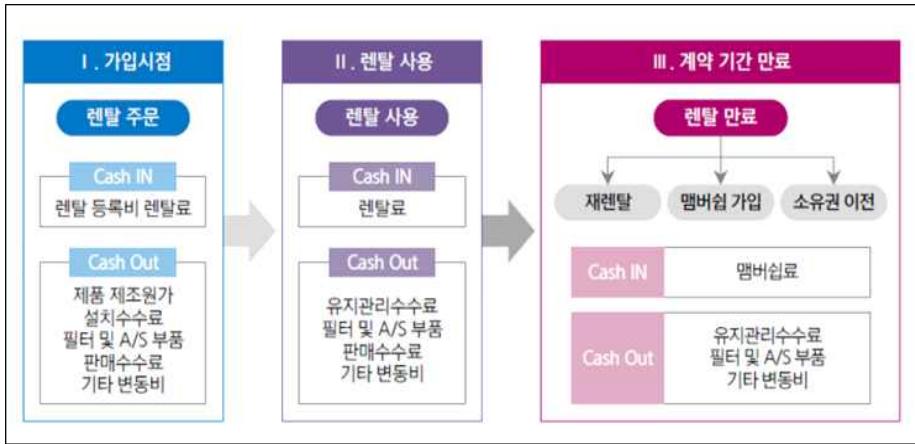 I. 가입시점
렌탈 주문
Cash IN
렌탈 등록비 렌탈료
Cash Out
제품 제조원가
설치수수료
필터 및 A/S 부품
판매수수료
기타 변동비
II. 렌탈 사용
렌탈 사용
Cash IN
렌탈료
Cash Out
유지관리수수료
필터 및 A/S 부품
판매수수료
기타 변동비
III. 계약 기간 만료
렌탈 만료
재렌탈
맴버쉽 가입
소유권 이전
Cash IN
맴버쉽료
Cash Out
유지관리수수료
필터 및 A/S 부품
기타 변동비